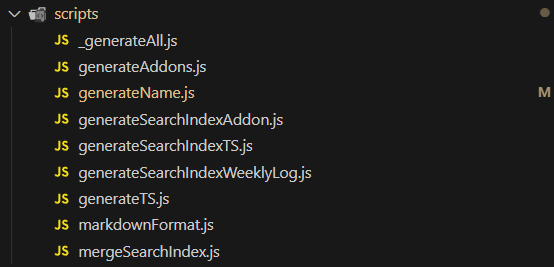 scripts
JS _generateAll.js
JS generateAddons.js
JS generateName.js M
JS generateSearchIndexAddon.js
JS generateSearchIndexTS.js
JS generateSearchIndexWeeklyLog.js
JS generateTS.js
JS markdownFormat.js
JS mergeSearchIndex.js